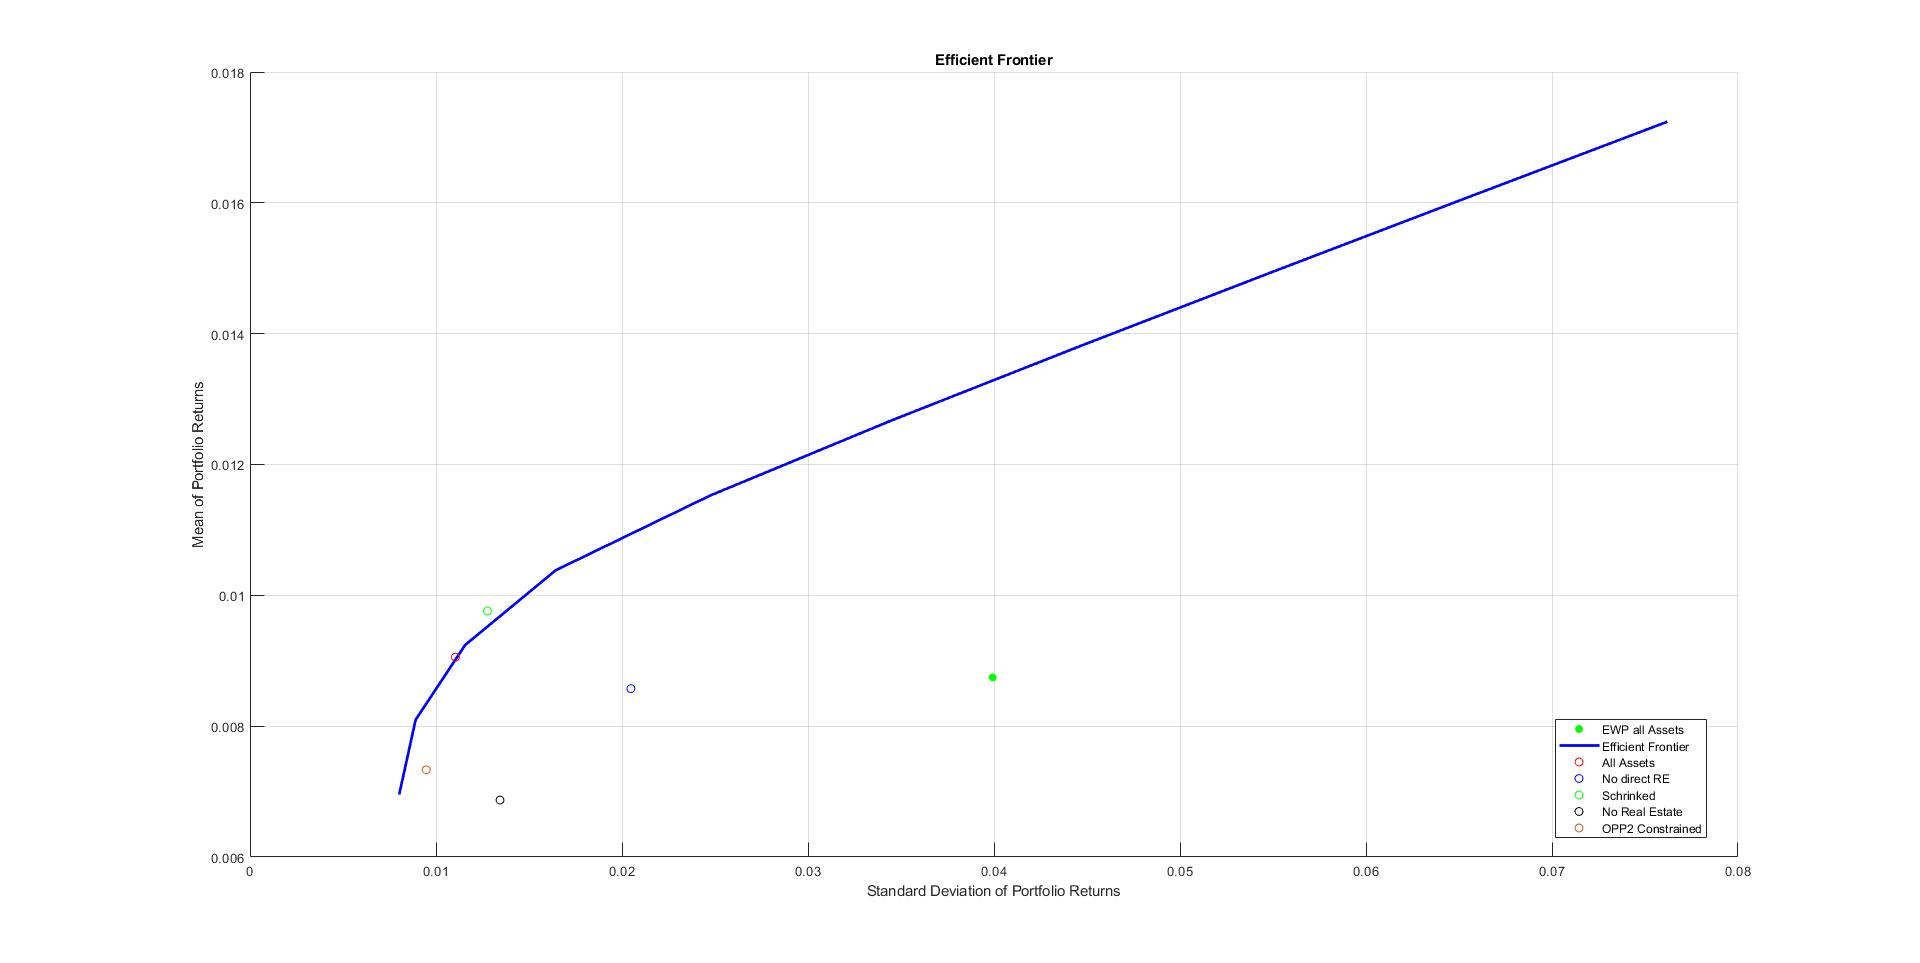 Efficient Frontier
0.018
0.016
0.014
0.012
0.01
0.008
0.006
Mean of Portfolio Returns
0
0.01
0.02
0.03
0.04
0.05
0.06
0.07
0.08
Standard Deviation of Portfolio Returns
EWP all Assets
Efficient Frontier
All Assets
No direct RE
Schrinked
No Real Estate
OPP2 Constrained